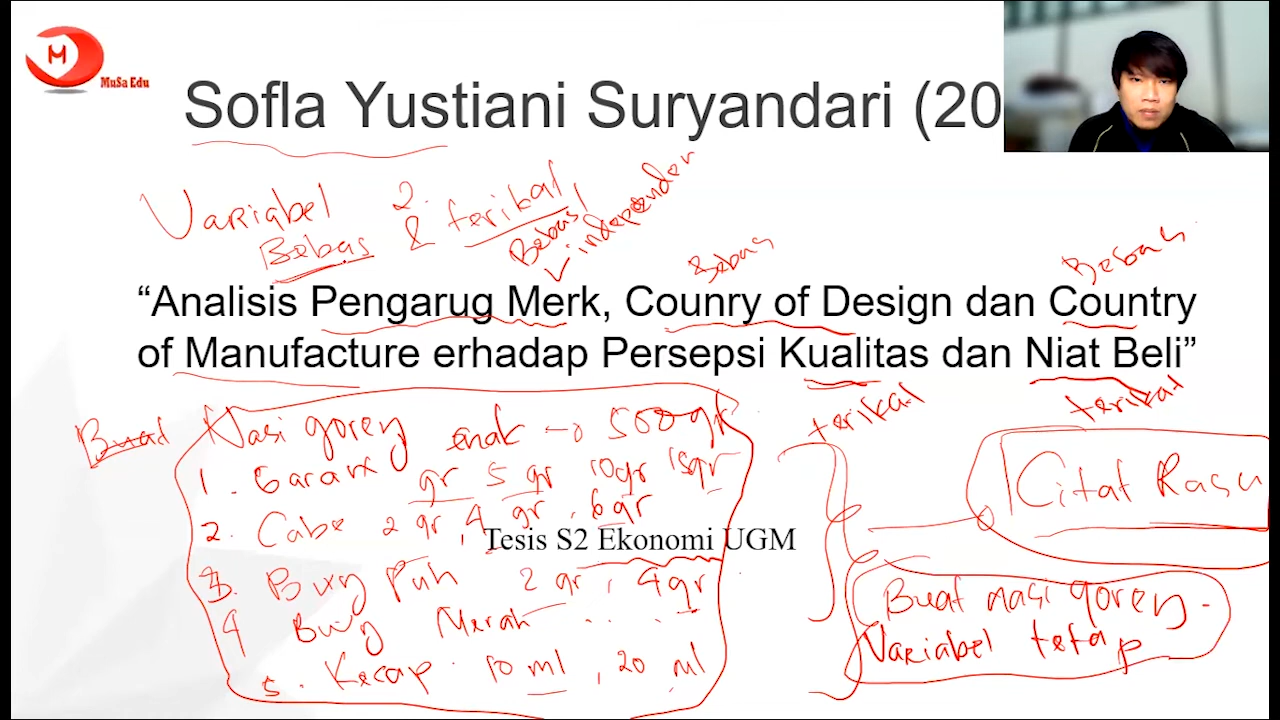 MuSa Edu
Sofla Yustiani Suryandari (20
Variabel 2.
Bebas & terikat
Bebas/
independen
Bebas
Bebas
“Analisis Pengarug Merk, Counry of Design dan Country
of Manufacture erhadap Persepsi Kualitas dan Niat Beli”
terikat
terikat
Buad Nasi goreng enak 500 gr
1. Garam gr 5 gr 10gr 15gr
2. Cabe 2 gr, 4 gr, 6 gr
Tesis S2 Ekonomi UGM
3. Bwg Puh 2 gr, 4gr
4 Bwg Merah . . . .
5. Kecap. 10 ml, 20 ml
Citat Rasa
Buat nasi goreng.
Variabel tetap